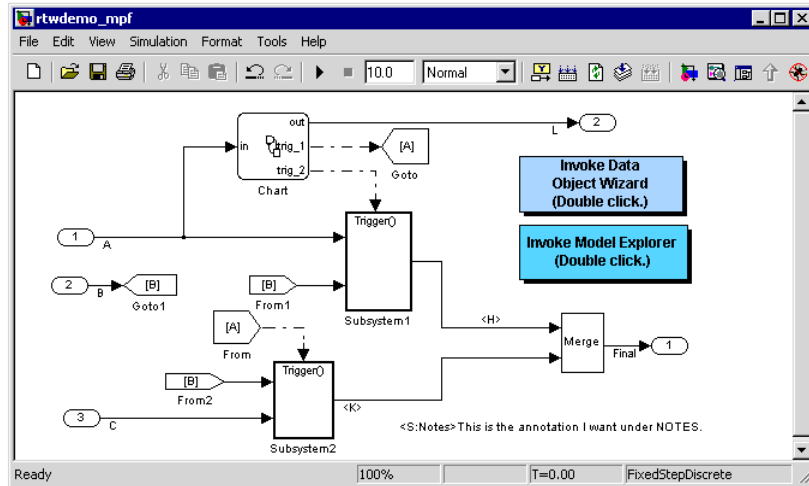 rtwdemo_mpf
File Edit View Simulation Format Tools Help
10.0 Normal
out
in trig_1
trig_2
Chart
[A]
Goto
2
L
Invoke Data
Object Wizard
(Double click.)
1
A
Trigger()
Subsystem1
Invoke Model Explorer
(Double click.)
2
B
[B]
Goto1
[B]
From1
[A]
From
<H>
Merge
Final
1
Trigger()
[B]
From2
<K>
3
C
Subsystem2
<S:Notes>This is the annotation I want under NOTES.
Ready 100% T=0.00 FixedStepDiscrete